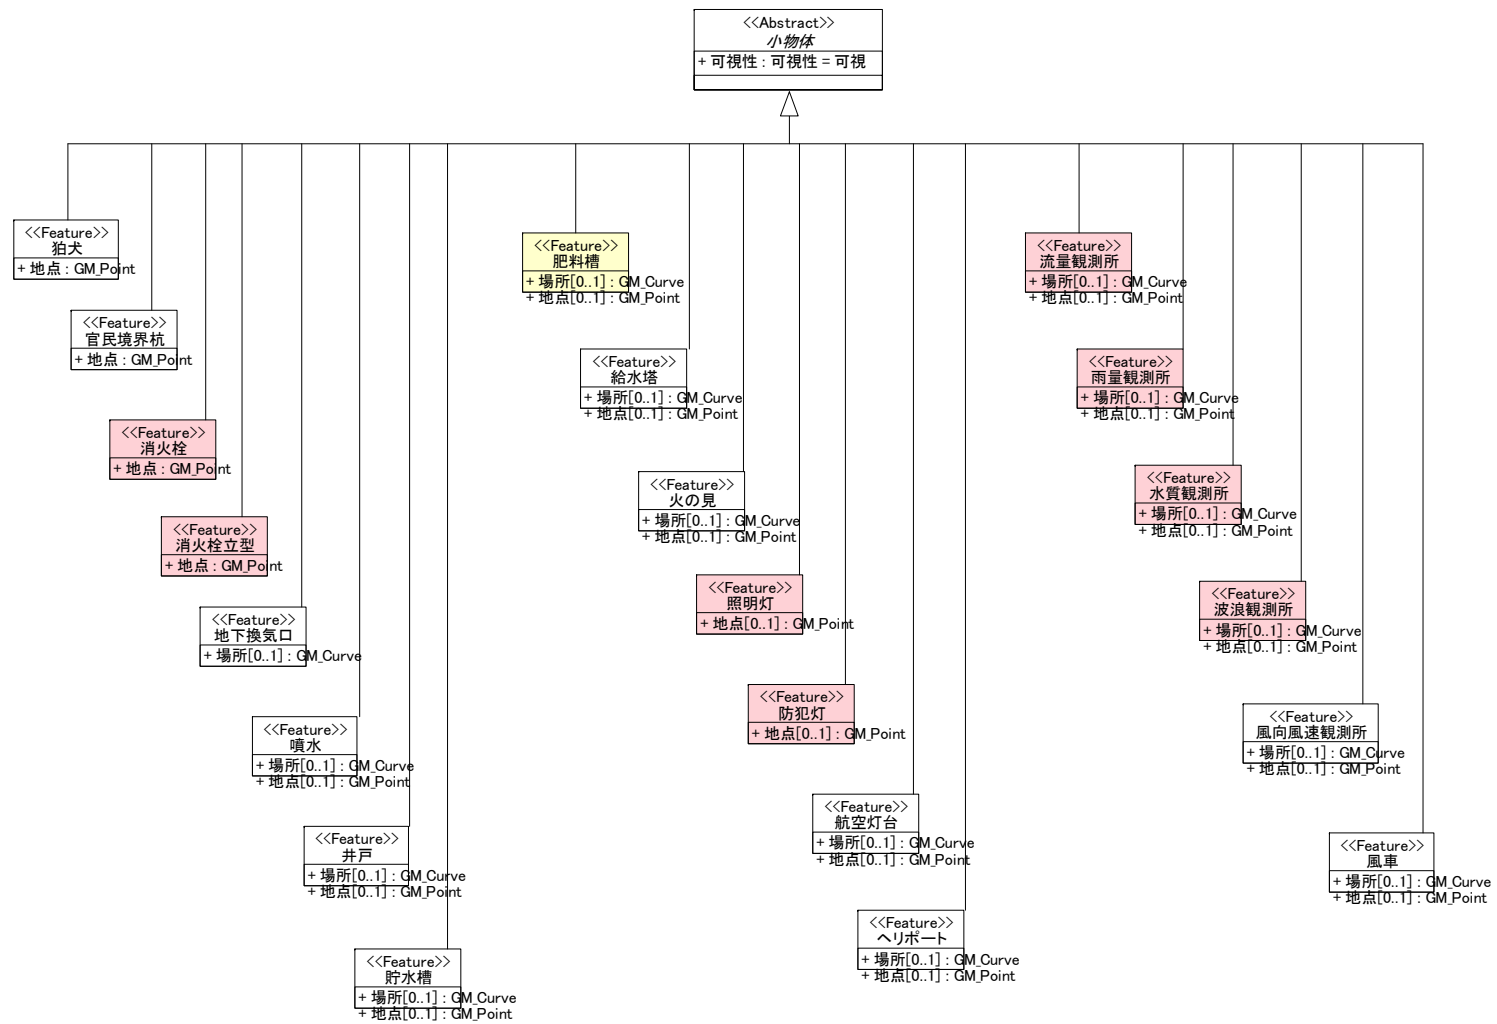 <<Abstract>>
小物体
+ 可視性 : 可視性 = 可視
<<Feature>>
狛犬
+ 地点 : GM_Point
<<Feature>>
官民境界杭
+ 地点 : GM_Point
<<Feature>>
消火栓
+ 地点 : GM_Point
<<Feature>>
消火栓立型
+ 地点 : GM_Point
<<Feature>>
地下換気口
+ 場所[0..1] : GM_Curve
<<Feature>>
噴水
+ 場所[0..1] : GM_Curve
+ 地点[0..1] : GM_Point
<<Feature>>
井戸
+ 場所[0..1] : GM_Curve
+ 地点[0..1] : GM_Point
<<Feature>>
貯水槽
+ 場所[0..1] : GM_Curve
+ 地点[0..1] : GM_Point
<<Feature>>
肥料槽
+ 場所[0..1] : GM_Curve
+ 地点[0..1] : GM_Point
<<Feature>>
給水塔
+ 場所[0..1] : GM_Curve
+ 地点[0..1] : GM_Point
<<Feature>>
火の見
+ 場所[0..1] : GM_Curve
+ 地点[0..1] : GM_Point
<<Feature>>
照明灯
+ 地点[0..1] : GM_Point
<<Feature>>
防犯灯
+ 地点[0..1] : GM_Point
<<Feature>>
航空灯台
+ 場所[0..1] : GM_Curve
+ 地点[0..1] : GM_Point
<<Feature>>
ヘリポート
+ 場所[0..1] : GM_Curve
+ 地点[0..1] : GM_Point
<<Feature>>
流量観測所
+ 場所[0..1] : GM_Curve
+ 地点[0..1] : GM_Point
<<Feature>>
雨量観測所
+ 場所[0..1] : GM_Curve
+ 地点[0..1] : GM_Point
<<Feature>>
水質観測所
+ 場所[0..1] : GM_Curve
+ 地点[0..1] : GM_Point
<<Feature>>
波浪観測所
+ 場所[0..1] : GM_Curve
+ 地点[0..1] : GM_Point
<<Feature>>
風向風速観測所
+ 場所[0..1] : GM_Curve
+ 地点[0..1] : GM_Point
<<Feature>>
風車
+ 場所[0..1] : GM_Curve
+ 地点[0..1] : GM_Point